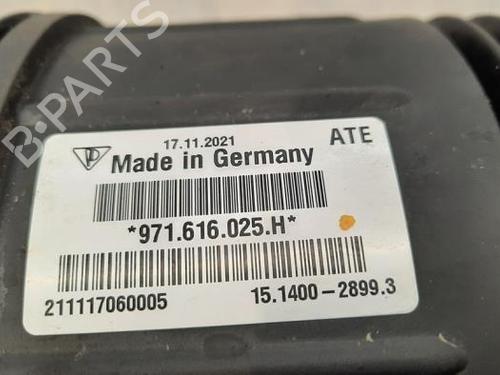 B-PARTS
17.11.2021
ATE
Made in Germany
*971.616.025.H*
211117060005
15.1400-2899.3